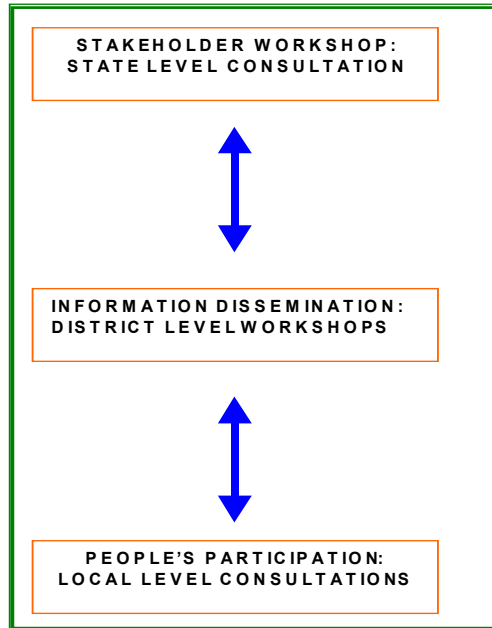 STAKEHOLDER WORKSHOP:
STATE LEVEL CONSULTATION
INFORMATION DISSEMINATION:
DISTRICT LEVELWORKSHOPS
PEOPLE’S PARTICIPATION:
LOCAL LEVEL CONSULTATIONS